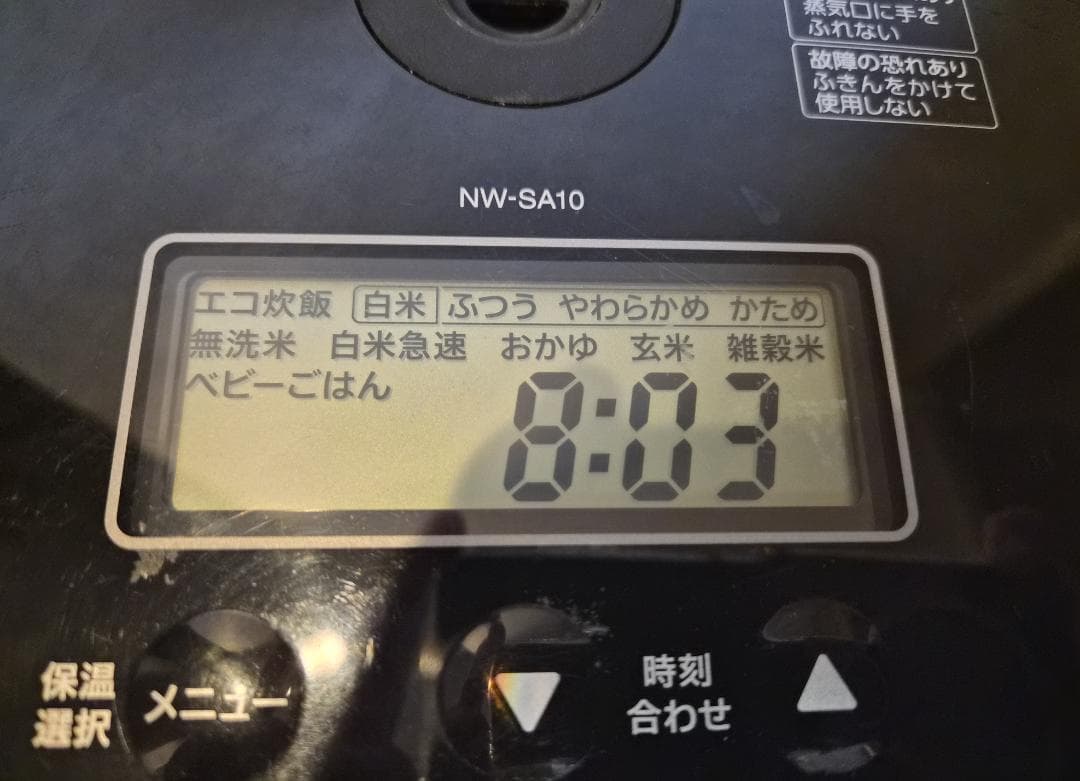 蒸気口に手を
ふれない
故障の恐れあり
ふきんをかけて
使用しない
NW-SA10
エコ炊飯 白米 ふつう やわらかめ かため
無洗米 白米急速 おかゆ 玄米 雑穀米
ベビーごはん
8:03
保温
選択
メニュー
▼
時刻
合わせ
▲